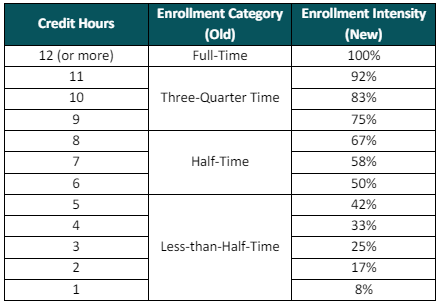 Credit Hours Enrollment Category (Old) Enrollment Intensity (New)
12 (or more) Full-Time 100%
11 92%
10 Three-Quarter Time 83%
9 75%
8 67%
7 Half-Time 58%
6 50%
5 42%
4 33%
3 Less-than-Half-Time 25%
2 17%
1 8%